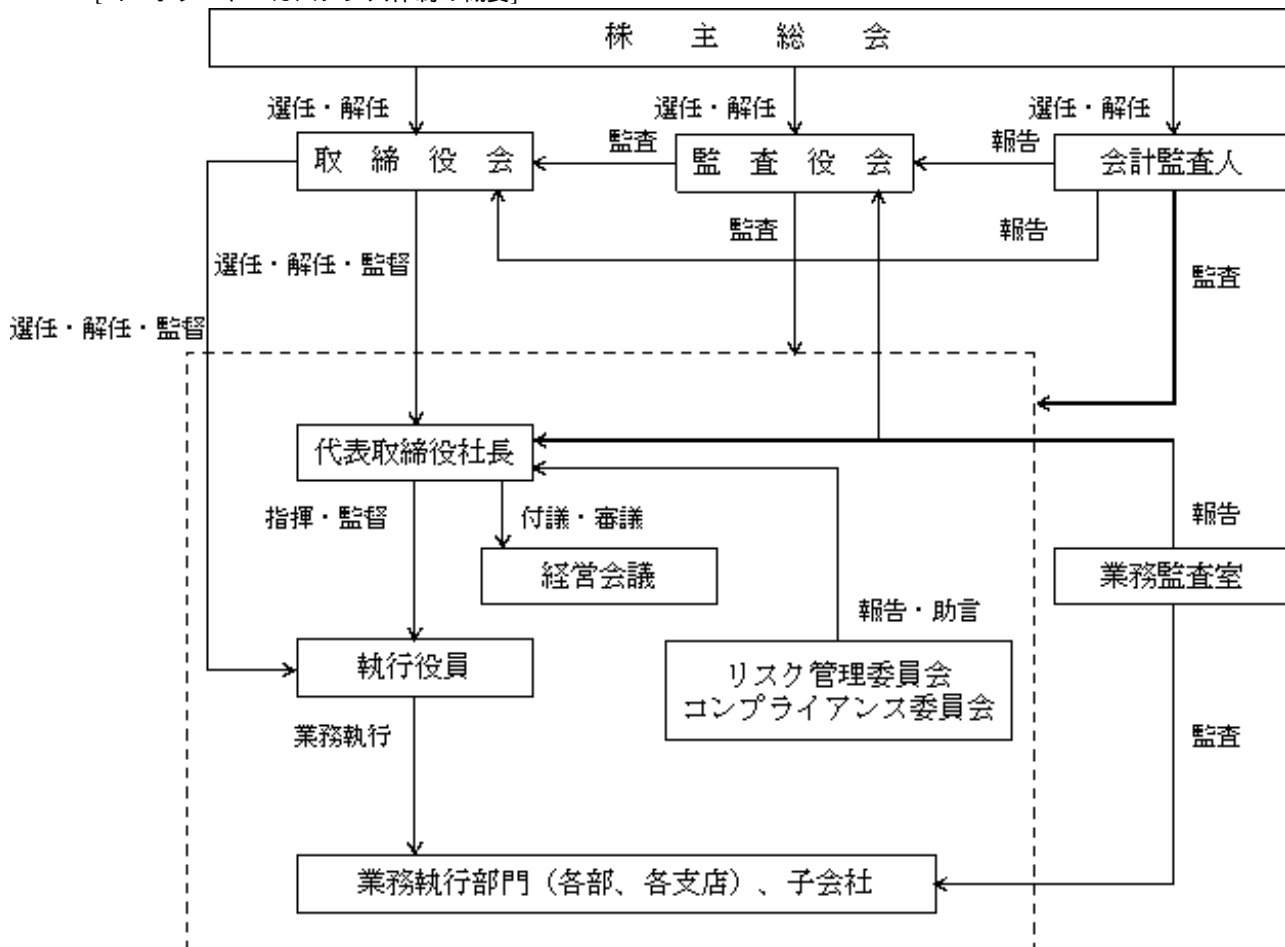 株主総会
選任・解任
選任・解任
選任・解任
取締役会
監査
監査役会
報告
会計監査人
監査
報告
選任・解任・監督
監査
選任・解任・監督
代表取締役社長
指揮・監督
付議・審議
報告
経営会議
業務監査室
報告・助言
執行役員
リスク管理委員会
コンプライアンス委員会
業務執行
監査
業務執行部門（各部、各支店）、子会社